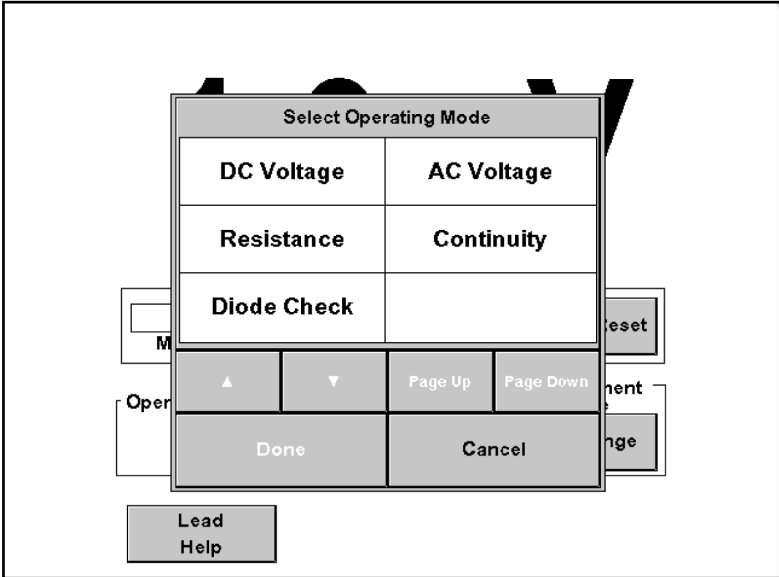 Select Operating Mode
DC Voltage
AC Voltage
Resistance
Continuity
Diode Check
▲
▼
Page Up
Page Down
Done
Cancel
Lead
Help